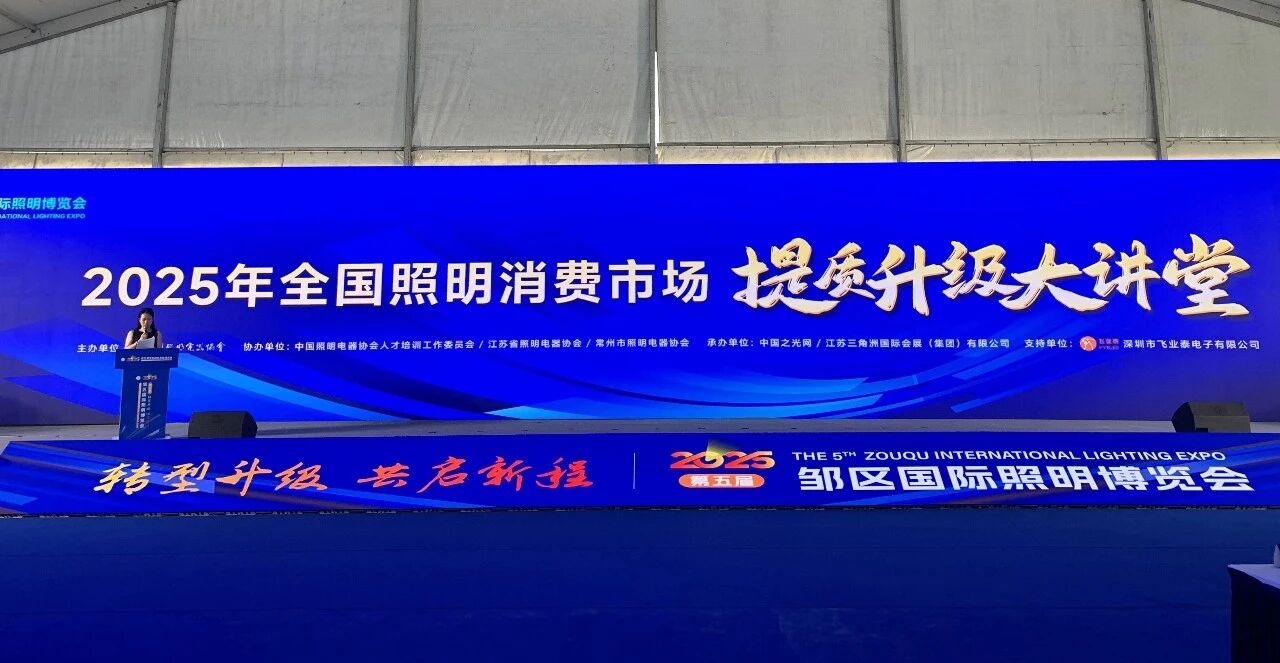 际照明博览会
NATIONAL LIGHTING EXPO
2025年全国照明消费市场 提质升级大讲堂
主办单位 协办单位：中国照明电器协会人才培训工作委员会 / 江苏省照明电器协会 / 常州市照明电器协会 承办单位：中国之光网 / 江苏三角洲国际会展（集团）有限公司 支持单位： 深圳市飞业泰电子有限公司
转型升级 共启新程
2025
第五届
THE 5TH ZOUQU INTERNATIONAL LIGHTING EXPO
邹区国际照明博览会